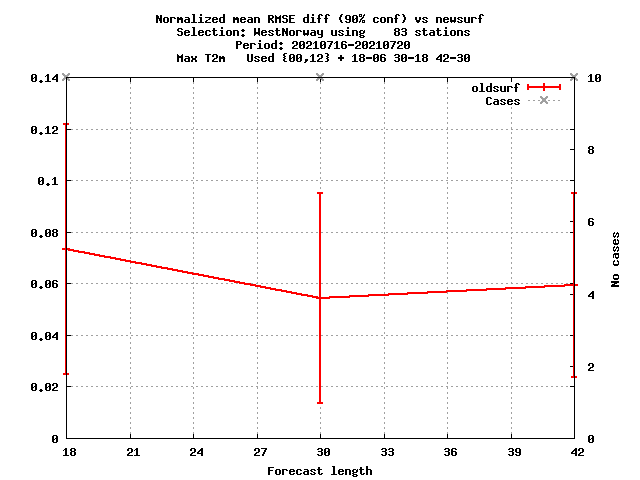 Normalized mean RMSE diff (90% conf) vs newsurf
Selection: WestNorway using    83 stations
Period: 20210716-20210720
Max T2m   Used {00,12} + 18-06 30-18 42-30
oldsurf
Cases
0.14
0.12
0.1
0.08
0.06
0.04
0.02
0
10
8
6
4
2
0
No cases
18 21 24 27 30 33 36 39 42
Forecast length